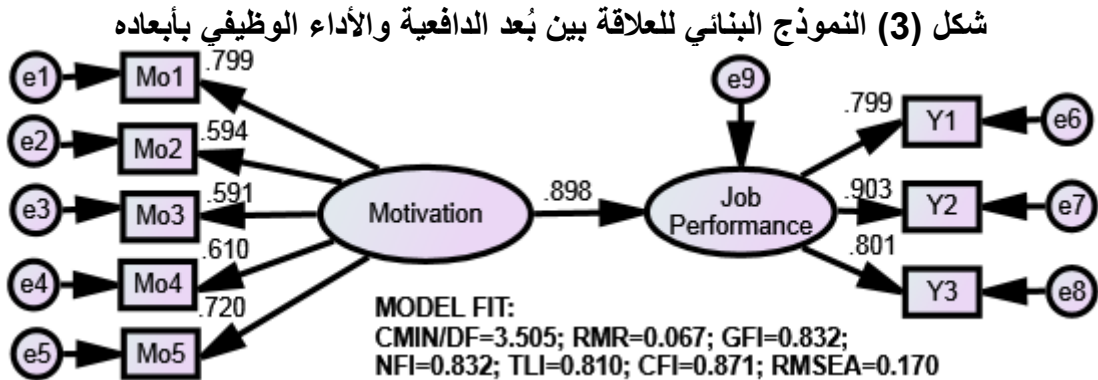 شكل (3) النموذج البنائي للعلاقة بين بُعد الدافعية والأداء الوظيفي بأبعاده
e1
Mo1
.799
e9
e2
Mo2
.594
.799
Y1
e6
e3
Mo3
.591
Motivation
.898
Job
Performance
.903
Y2
e7
e4
Mo4
.610
.801
Y3
e8
e5
Mo5
.720
MODEL FIT:
CMIN/DF=3.505; RMR=0.067; GFI=0.832;
NFI=0.832; TLI=0.810; CFI=0.871; RMSEA=0.170